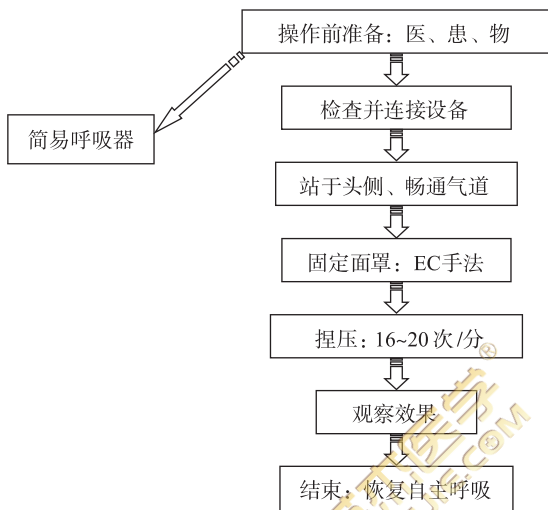 操作前准备：医、患、物
检查并连接设备
简易呼吸器
站于头侧、畅通气道
固定面罩：EC手法
捏压：16~20 次/分
观察效果
结束：恢复自主呼吸